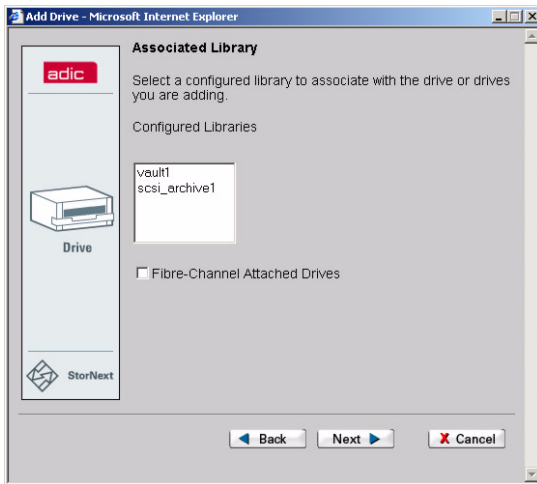 Add Drive - Microsoft Internet Explorer
adic
Drive
StorNext
Associated Library
Select a configured library to associate with the drive or drives
you are adding.
Configured Libraries
vault1
scsi_archive1
Fibre-Channel Attached Drives
Back
Next
Cancel